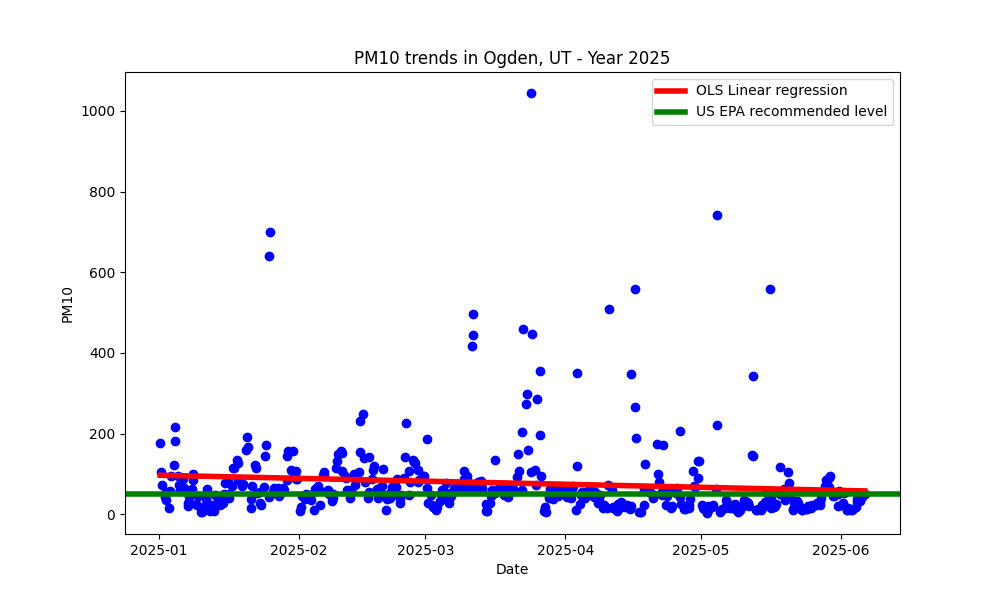 PM10 trends in Ogden, UT - Year 2025
OLS Linear regression
US EPA recommended level
1000
800
600
400
200
0
PM10
2025-01
2025-02
2025-03
2025-04
2025-05
2025-06
Date